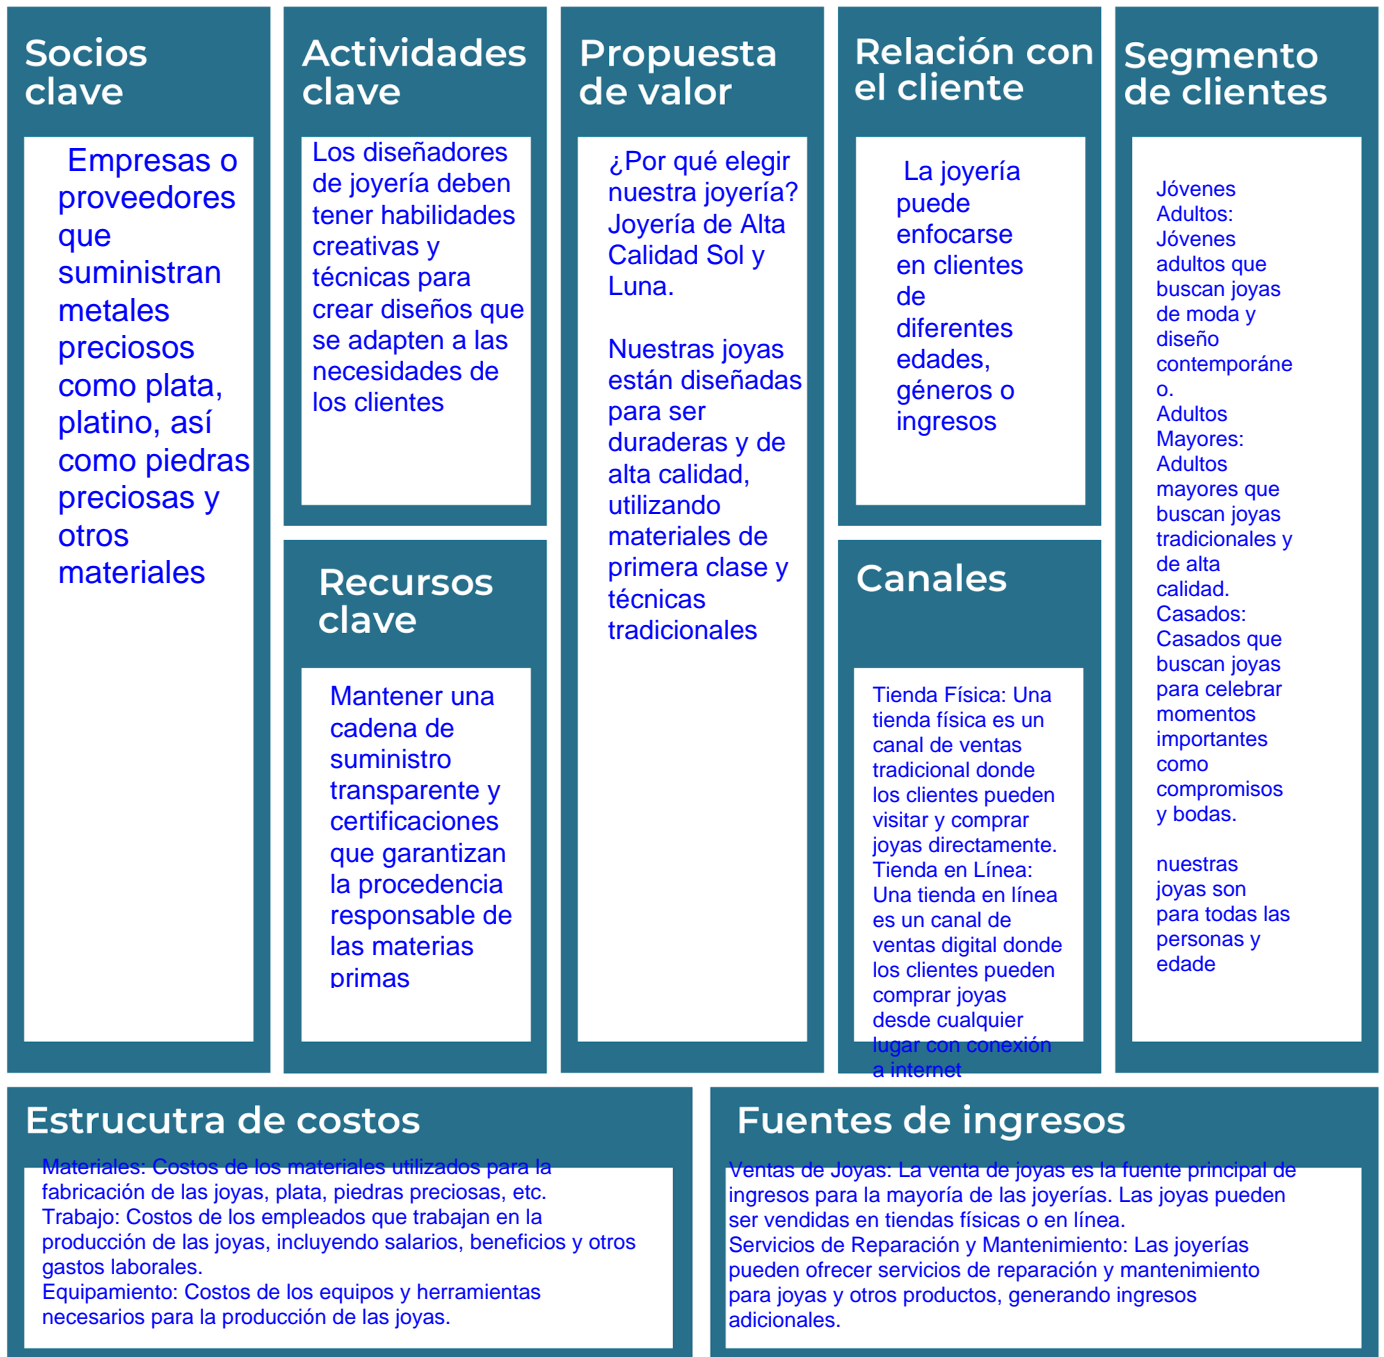 Socios
clave
Empresas o
proveedores
que
suministran
metales
preciosos
como plata,
platino, así
como piedras
preciosas y
otros
materiales
Actividades
clave
Los diseñadores
de joyería deben
tener habilidades
creativas y
técnicas para
crear diseños que
se adapten a las
necesidades de
los clientes
Recursos
clave
Mantener una
cadena de
suministro
transparente y
certificaciones
que garantizan
la procedencia
responsable de
las materias
primas
Propuesta
de valor
¿Por qué elegir
nuestra joyería?
Joyería de Alta
Calidad Sol y
Luna.
Nuestras joyas
están diseñadas
para ser
duraderas y de
alta calidad,
utilizando
materiales de
primera clase y
técnicas
tradicionales
Relación con
el cliente
La joyería
puede
enfocarse
en clientes
de
diferentes
edades,
géneros o
ingresos
Canales
Tienda Física: Una
tienda física es un
canal de ventas
tradicional donde
los clientes pueden
visitar y comprar
joyas directamente.
Tienda en Línea:
Una tienda en línea
es un canal de
ventas digital donde
los clientes pueden
comprar joyas
desde cualquier
lugar con conexión
a internet
Segmento
de clientes
Jóvenes
Adultos:
Jóvenes
adultos que
buscan joyas
de moda y
diseño
contemporáne
o.
Adultos
Mayores:
Adultos
mayores que
buscan joyas
tradicionales y
de alta
calidad.
Casados:
Casados que
buscan joyas
para celebrar
momentos
importantes
como
compromisos
y bodas.
nuestras
joyas son
para todas las
personas y
edade
Estrucutra de costos
Materiales: Costos de los materiales utilizados para la
fabricación de las joyas, plata, piedras preciosas, etc.
Trabajo: Costos de los empleados que trabajan en la
producción de las joyas, incluyendo salarios, beneficios y otros
gastos laborales.
Equipamiento: Costos de los equipos y herramientas
necesarios para la producción de las joyas.
Fuentes de ingresos
Ventas de Joyas: La venta de joyas es la fuente principal de
ingresos para la mayoría de las joyerías. Las joyas pueden
ser vendidas en tiendas físicas o en línea.
Servicios de Reparación y Mantenimiento: Las joyerías
pueden ofrecer servicios de reparación y mantenimiento
para joyas y otros productos, generando ingresos
adicionales.